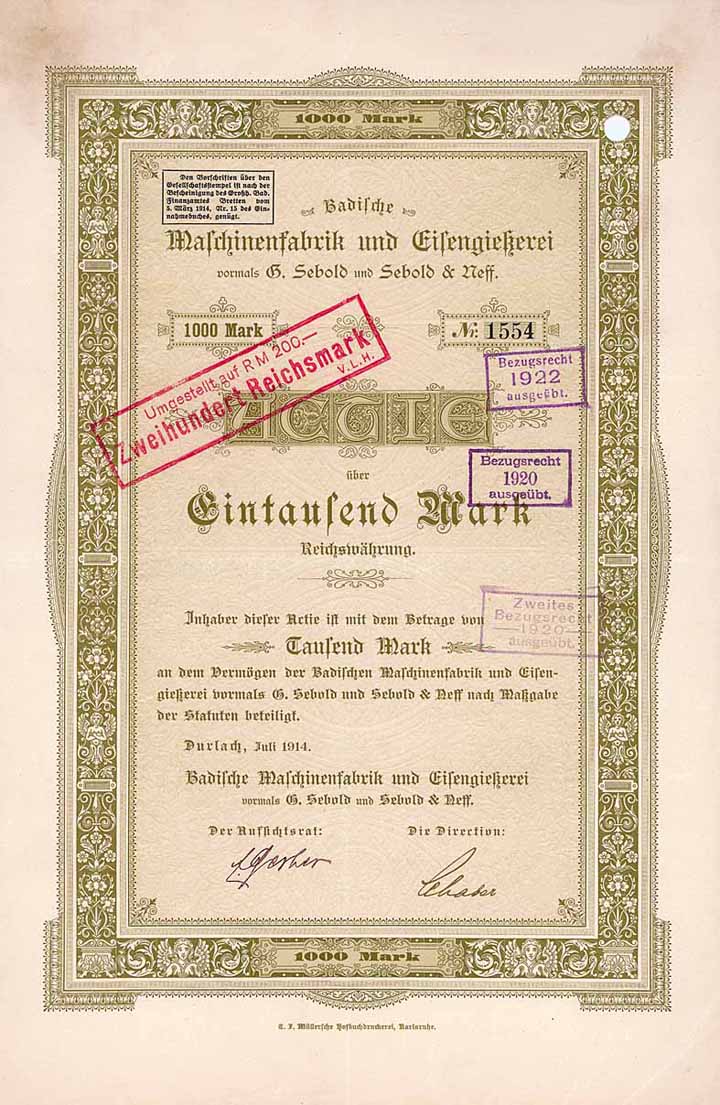 1000 Mark
Den Vorschriften über den
Gesellschaftsstempel ist nach der
Bescheinigung des Großh. Bad.
Finanzamtes Bretten vom
5. März 1914, Nr. 15 des Ein-
nahmebuches, genügt.
Badische
Maschinenfabrik und Eisengießerei
vormals G. Sebold und Sebold & Neff.
1000 Mark
№ 1554
Umgestellt auf RM 200.—
Zweihundert Reichsmark
V.L.H.
Bezugsrecht
1922
ausgeübt.
ACTIE
Bezugsrecht
1920
ausgeübt.
über
Eintausend Mark
Reichswährung.
Zweites
Bezugsrecht
—1920—
ausgeübt.
Inhaber dieser Actie ist mit dem Betrage von
Tausend Mark
an dem Vermögen der Badischen Maschinenfabrik und Eisen-
gießerei vormals G. Sebold und Sebold & Neff nach Maßgabe
der Statuten beteiligt.
Durlach, Juli 1914.
Badische Maschinenfabrik und Eisengießerei
vormals G. Sebold und Sebold & Neff.
Der Aufsichtsrat:
Die Direction:
1000 Mark
C. F. Müllersche Hofbuchdruckerei, Karlsruhe.